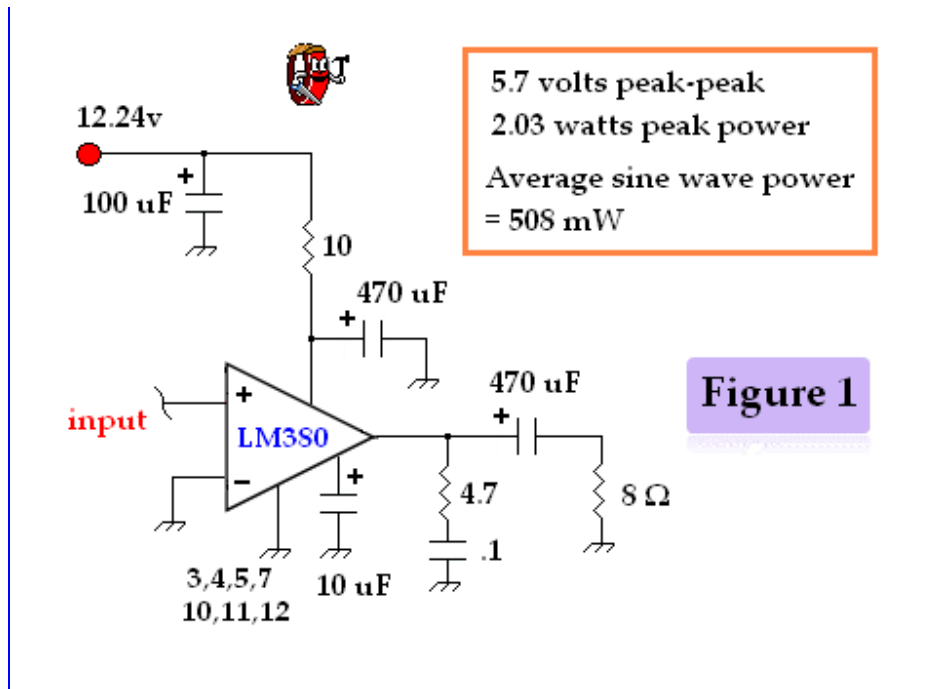 5.7 volts peak-peak
2.03 watts peak power
Average sine wave power
= 508 mW
12.24v
+
100 uF
10
470 uF
+
Figure 1
470 uF
+
input
+
LM380
−
+
4.7
8 Ω
.1
3,4,5,7
10,11,12
10 uF